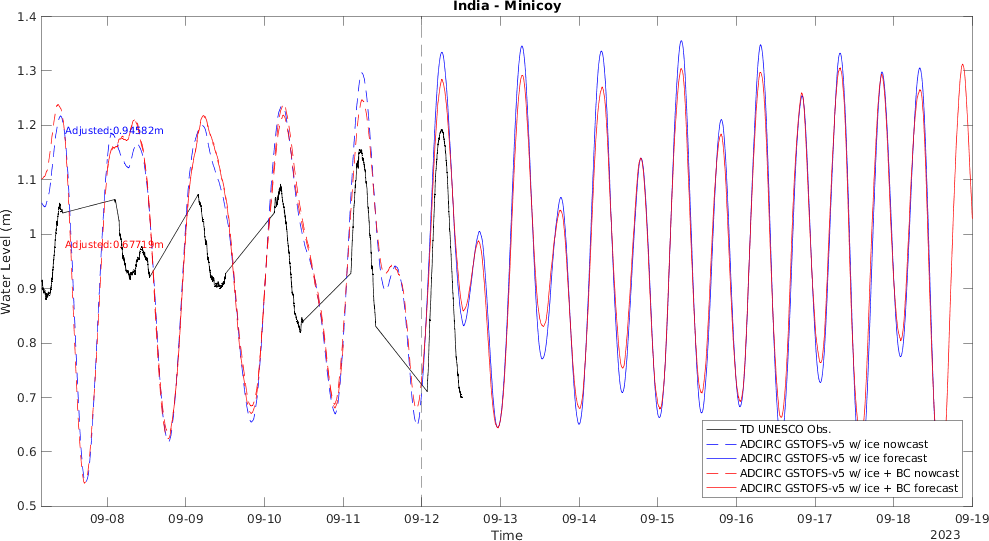 India - Minicoy
1.4
1.3
1.2
1.1
1
0.9
0.8
0.7
0.6
0.5
Water Level (m)
Adjusted:0.94582m
Adjusted:0.67719m
TD UNESCO Obs.
ADCIRC GSTOFS-v5 w/ ice nowcast
ADCIRC GSTOFS-v5 w/ ice forecast
ADCIRC GSTOFS-v5 w/ ice + BC nowcast
ADCIRC GSTOFS-v5 w/ ice + BC forecast
09-08 09-09 09-10 09-11 09-12 09-13 09-14 09-15 09-16 09-17 09-18 09-19
Time
2023